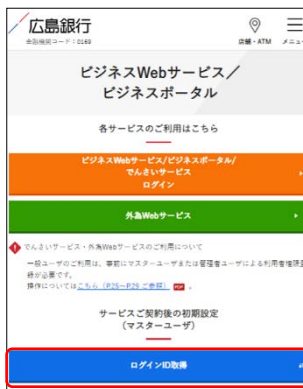 広島銀行
金融機関コード:0169
店舗・ATM
メニュー
ビジネスWebサービス/
ビジネスポータル
各サービスのご利用はこちら
ビジネスWebサービス/ビジネスポータル/
でんさいサービス
ログイン
外為Webサービス
でんさいサービス・外為Webサービスのご利用について
一般ユーザのご利用は、事前にマスターユーザまたは管理者ユーザによる利用者権限登
録が必要です。
操作についてはこちら(P.25~P.29 ご参照) PDF 。
サービスご契約後の初期設定
(マスターユーザ)
ログインID取得